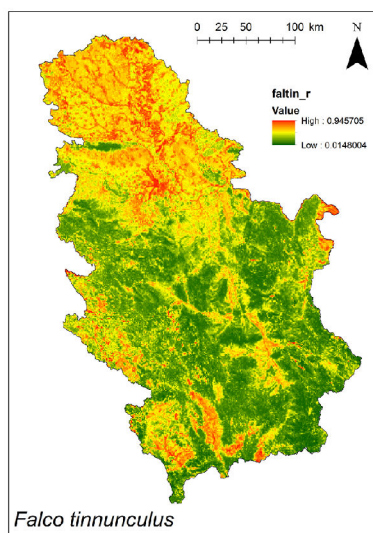 0 25 50 100 km
N
faltin_r
Value
High : 0.945705
Low : 0.0148004
Falco tinnunculus